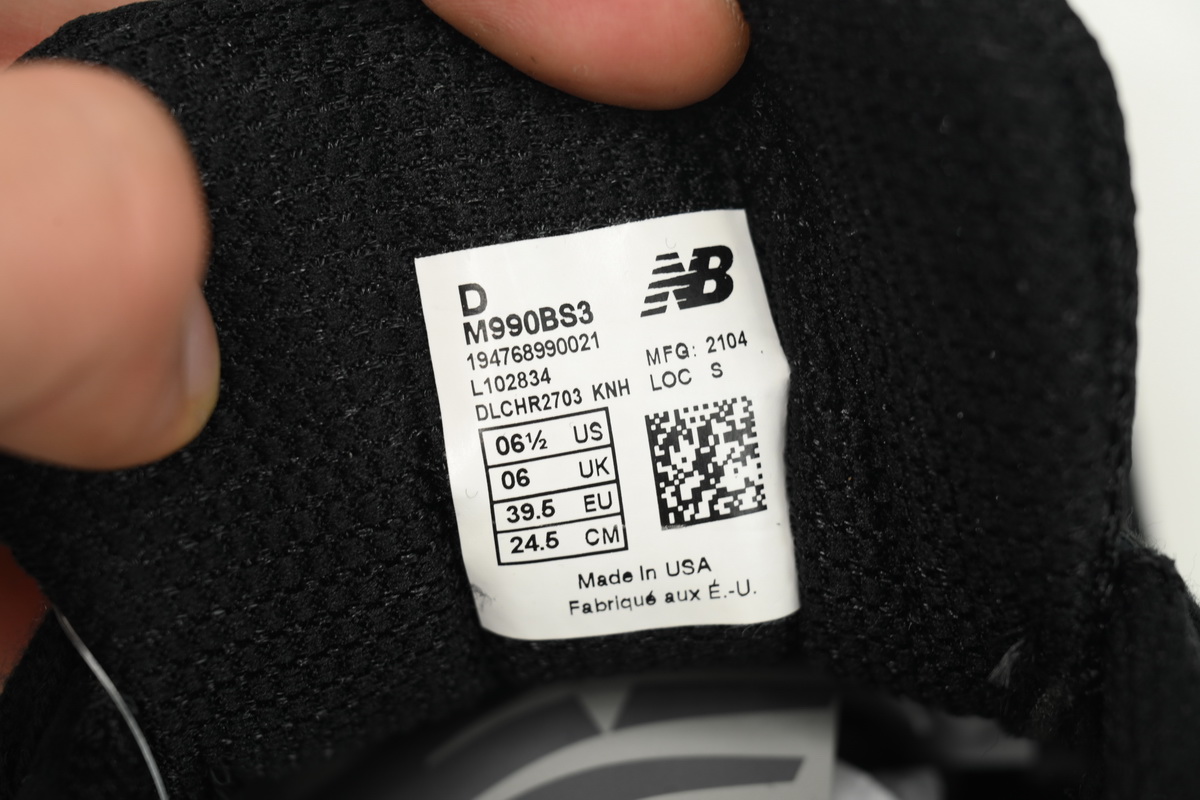 D
M990BS3
194768990021
L102834
DLCHR2703 KNH
NB
MFG: 2104
LOC S
06½ US
06 UK
39.5 EU
24.5 CM
Made In USA
Fabriqué aux É.-U.